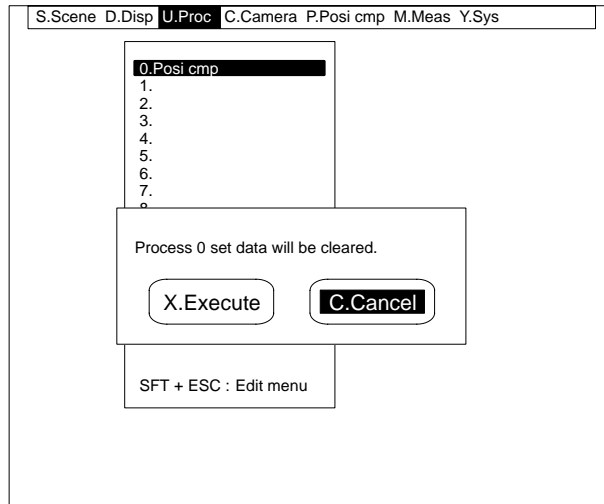 S.Scene D.Disp U.Proc C.Camera P.Posi cmp M.Meas Y.Sys
0.Posi cmp
1.
2.
3.
4.
5.
6.
7.
Process 0 set data will be cleared.
X.Execute C.Cancel
SFT + ESC : Edit menu